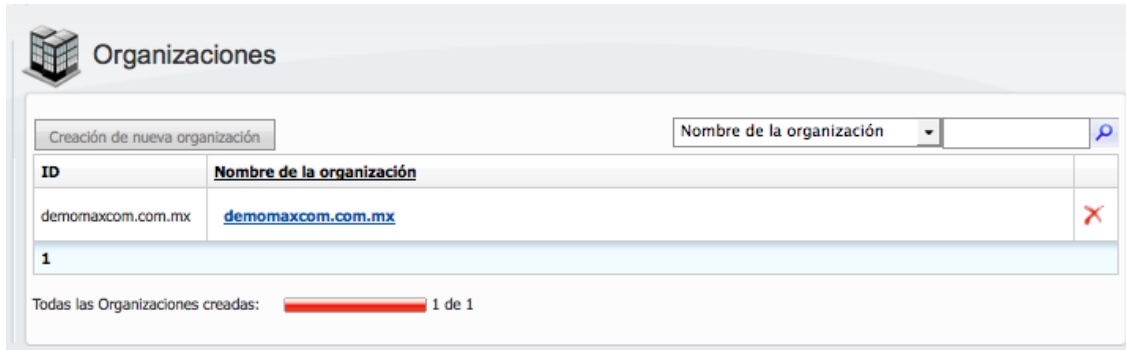 Organizaciones
Creación de nueva organización
Nombre de la organización
ID Nombre de la organización
demomaxcom.com.mx demomaxcom.com.mx
1
Todas las Organizaciones creadas: 1 de 1